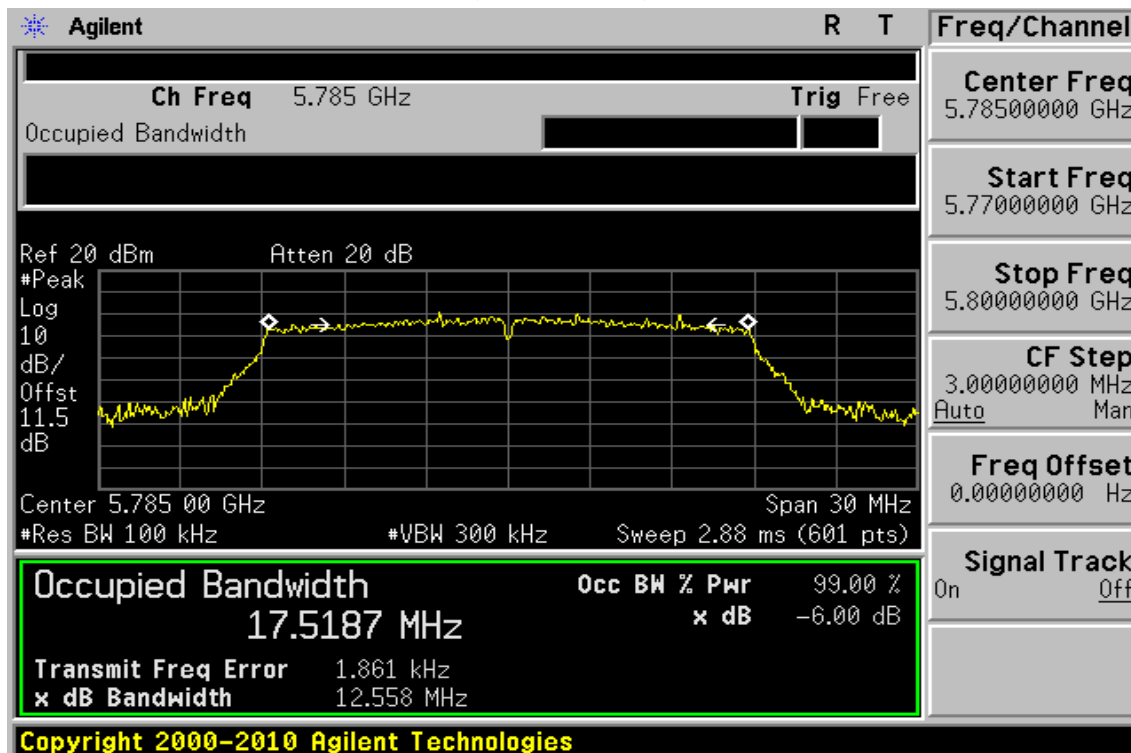 Agilent R T
Freq/Channel
Ch Freq 5.785 GHz Trig Free
Occupied Bandwidth
Center Freq
5.78500000 GHz
Start Freq
5.77000000 GHz
Stop Freq
5.80000000 GHz
CF Step
3.00000000 MHz
Auto Man
Freq Offset
0.00000000 Hz
Signal Track
On Off
Ref 20 dBm Atten 20 dB
#Peak
Log
10
dB/
Offst
11.5
dB
Center 5.785 00 GHz Span 30 MHz
#Res BW 100 kHz #VBW 300 kHz Sweep 2.88 ms (601 pts)
Occupied Bandwidth
17.5187 MHz
Occ BW % Pwr 99.00 %
x dB -6.00 dB
Transmit Freq Error 1.861 kHz
x dB Bandwidth 12.558 MHz
Copyright 2000-2010 Agilent Technologies